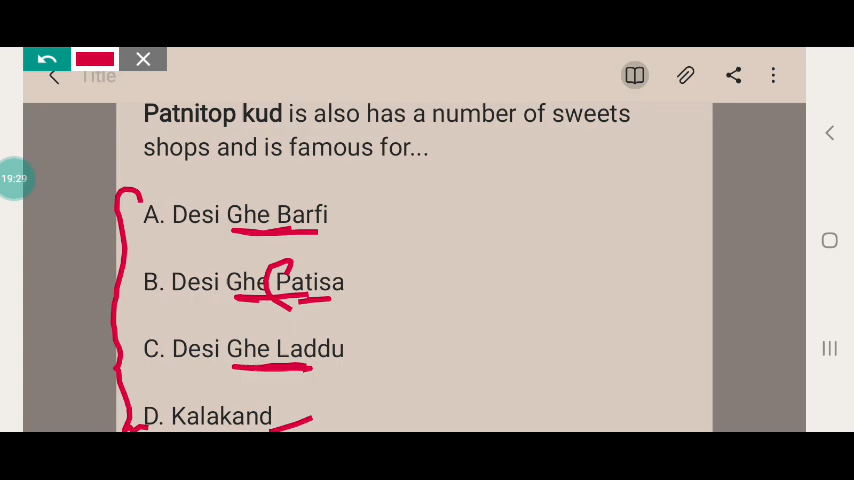 Title
Patnitop kud is also has a number of sweets
shops and is famous for...
19:29
A. Desi Ghe Barfi
B. Desi Ghe Patisa
C. Desi Ghe Laddu
D. Kalakand